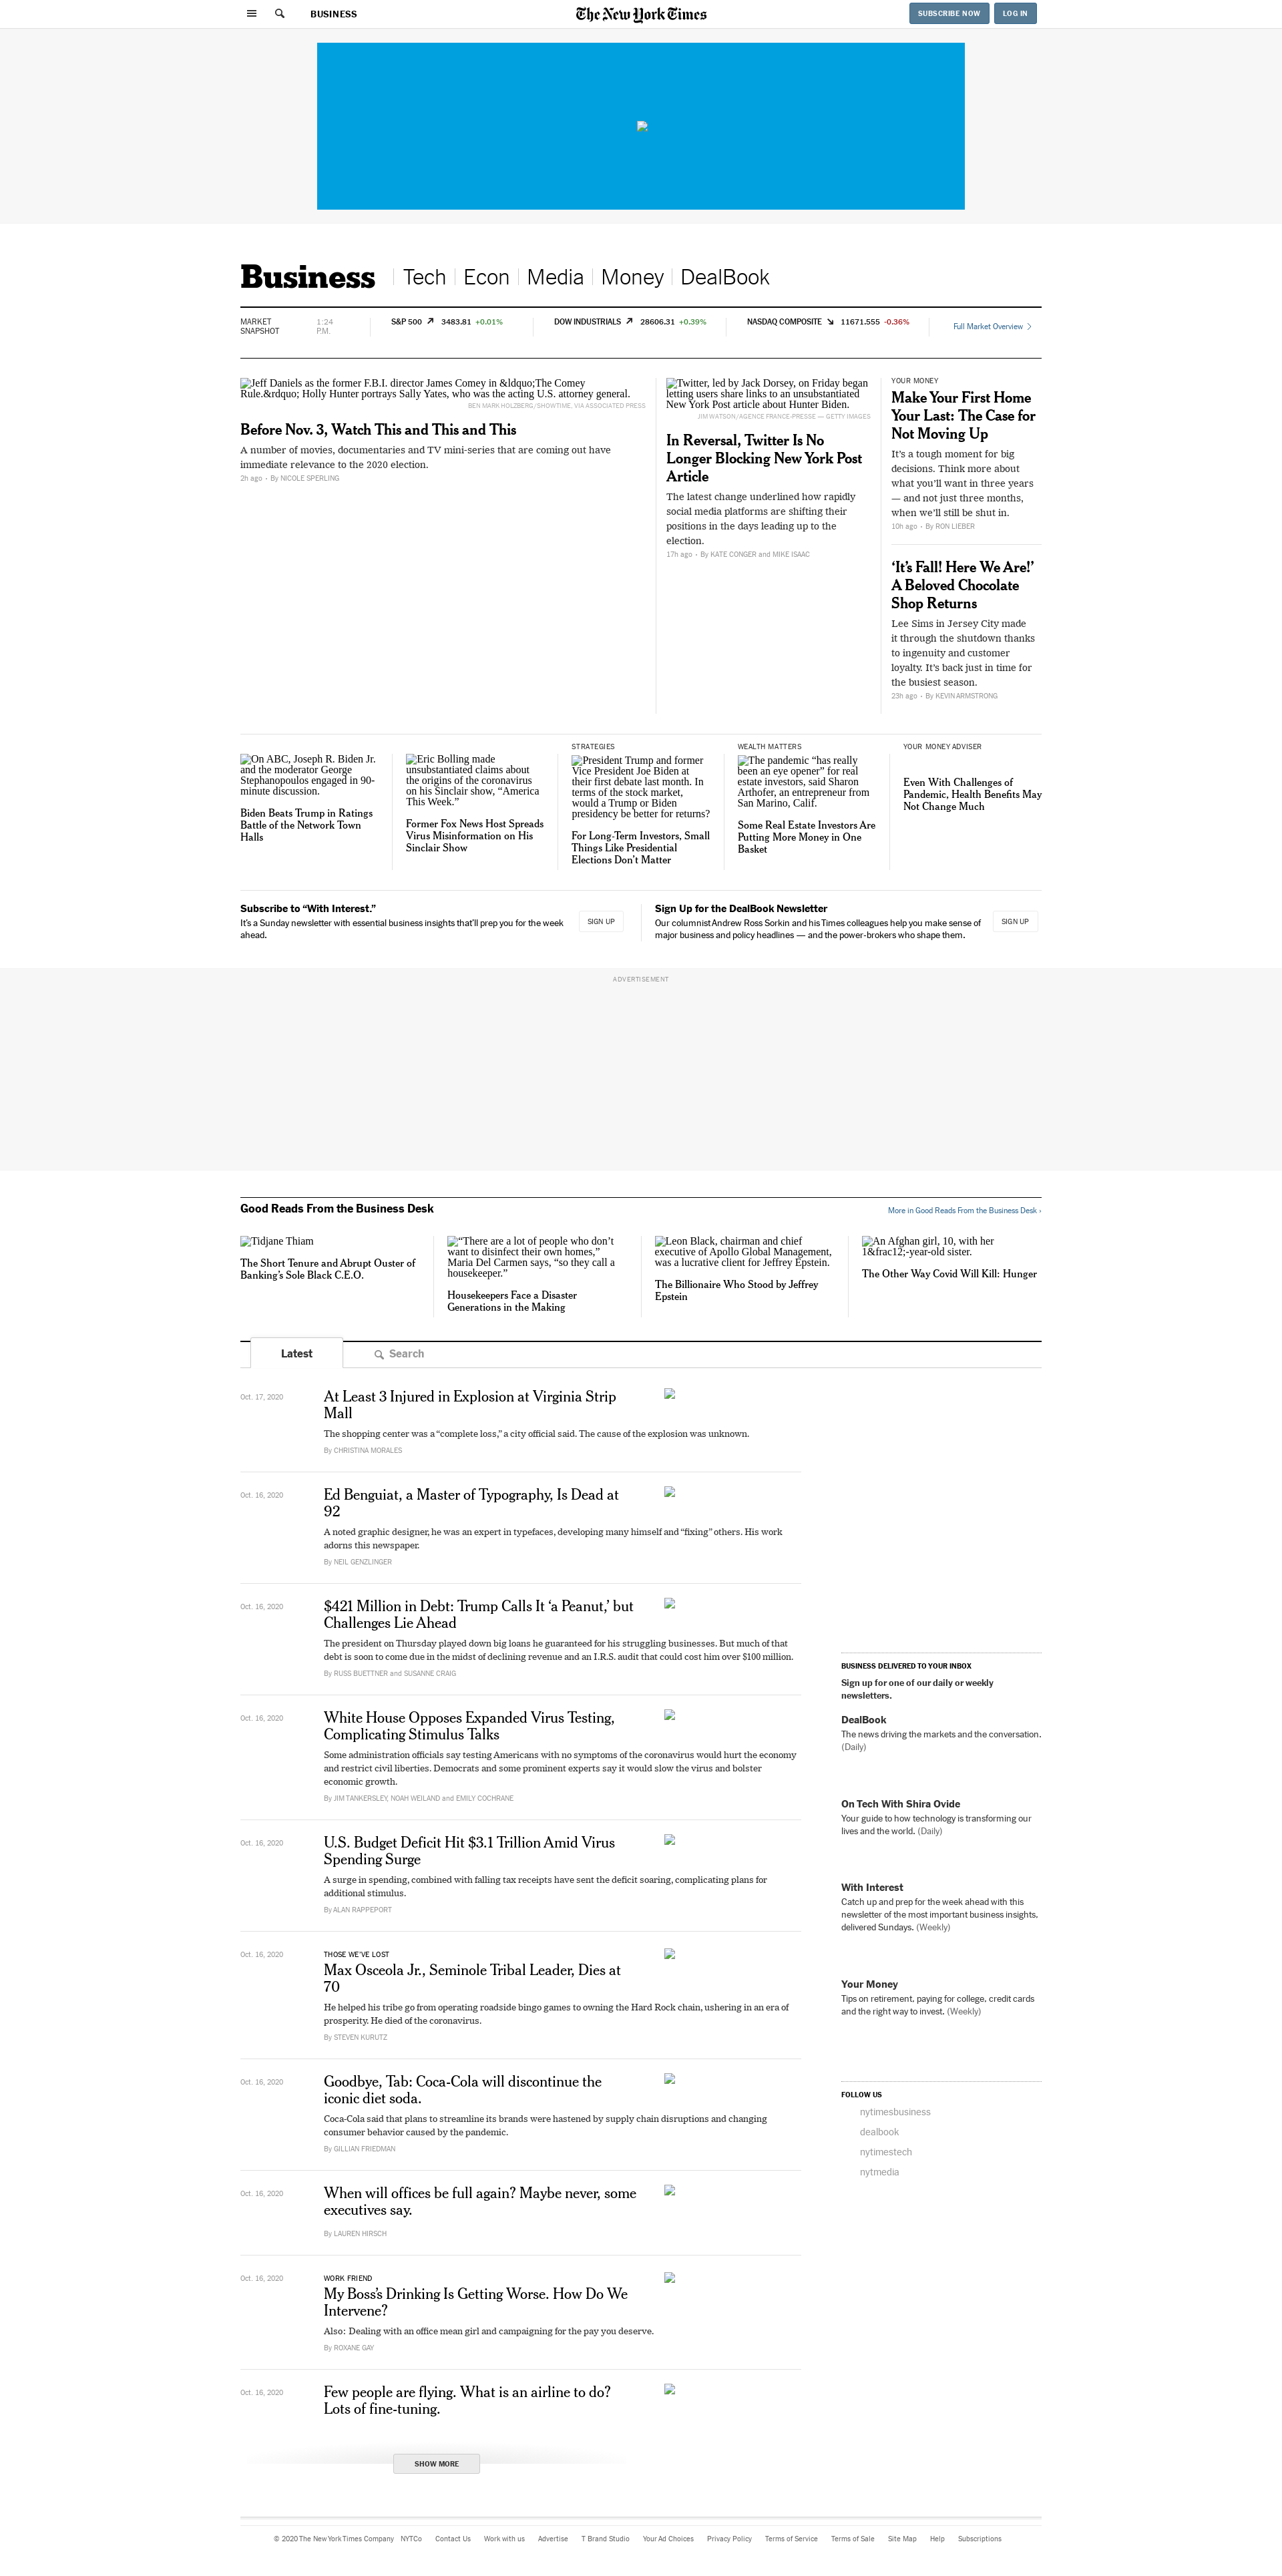 BUSINESS
The New York Times
SUBSCRIBE NOW
LOG IN
Business
Tech
Econ
Media
Money
DealBook
MARKET
SNAPSHOT
1:24
P.M.
S&P 500 3483.81 +0.01%
DOW INDUSTRIALS 28606.31 +0.39%
NASDAQ COMPOSITE 11671.555 -0.36%
Full Market Overview
Jeff Daniels as the former F.B.I. director James Comey in &ldquo;The Comey
Rule.&rdquo; Holly Hunter portrays Sally Yates, who was the acting U.S. attorney general.
BEN MARK HOLZBERG/SHOWTIME, VIA ASSOCIATED PRESS
Before Nov. 3, Watch This and This and This
A number of movies, documentaries and TV mini-series that are coming out have
immediate relevance to the 2020 election.
2h ago • By NICOLE SPERLING
Twitter, led by Jack Dorsey, on Friday began
letting users share links to an unsubstantiated
New York Post article about Hunter Biden.
JIM WATSON/AGENCE FRANCE-PRESSE — GETTY IMAGES
In Reversal, Twitter Is No
Longer Blocking New York Post
Article
The latest change underlined how rapidly
social media platforms are shifting their
positions in the days leading up to the
election.
17h ago • By KATE CONGER and MIKE ISAAC
YOUR MONEY
Make Your First Home
Your Last: The Case for
Not Moving Up
It's a tough moment for big
decisions. Think more about
what you'll want in three years
— and not just three months,
when we'll still be shut in.
10h ago • By RON LIEBER
‘It’s Fall! Here We Are!’
A Beloved Chocolate
Shop Returns
Lee Sims in Jersey City made
it through the shutdown thanks
to ingenuity and customer
loyalty. It's back just in time for
the busiest season.
23h ago • By KEVIN ARMSTRONG
On ABC, Joseph R. Biden Jr.
and the moderator George
Stephanopoulos engaged in 90-
minute discussion.
Biden Beats Trump in Ratings
Battle of the Network Town
Halls
Eric Bolling made
unsubstantiated claims about
the origins of the coronavirus
on his Sinclair show, “America
This Week.”
Former Fox News Host Spreads
Virus Misinformation on His
Sinclair Show
STRATEGIES
President Trump and former
Vice President Joe Biden at
their first debate last month. In
terms of the stock market,
would a Trump or Biden
presidency be better for returns?
For Long-Term Investors, Small
Things Like Presidential
Elections Don’t Matter
WEALTH MATTERS
The pandemic “has really
been an eye opener” for real
estate investors, said Sharon
Arthofer, an entrepreneur from
San Marino, Calif.
Some Real Estate Investors Are
Putting More Money in One
Basket
YOUR MONEY ADVISER
Even With Challenges of
Pandemic, Health Benefits May
Not Change Much
Subscribe to “With Interest.”
It’s a Sunday newsletter with essential business insights that’ll prep you for the week
ahead.
SIGN UP
Sign Up for the DealBook Newsletter
Our columnist Andrew Ross Sorkin and his Times colleagues help you make sense of
major business and policy headlines — and the power-brokers who shape them.
SIGN UP
ADVERTISEMENT
Good Reads From the Business Desk
More in Good Reads From the Business Desk ›
Tidjane Thiam
The Short Tenure and Abrupt Ouster of
Banking’s Sole Black C.E.O.
“There are a lot of people who don’t
want to disinfect their own homes,”
Maria Del Carmen says, “so they call a
housekeeper.”
Housekeepers Face a Disaster
Generations in the Making
Leon Black, chairman and chief
executive of Apollo Global Management,
was a lucrative client for Jeffrey Epstein.
The Billionaire Who Stood by Jeffrey
Epstein
An Afghan girl, 10, with her
1&frac12;-year-old sister.
The Other Way Covid Will Kill: Hunger
Latest
Search
Oct. 17, 2020
At Least 3 Injured in Explosion at Virginia Strip
Mall
The shopping center was a “complete loss,” a city official said. The cause of the explosion was unknown.
By CHRISTINA MORALES
Oct. 16, 2020
Ed Benguiat, a Master of Typography, Is Dead at
92
A noted graphic designer, he was an expert in typefaces, developing many himself and “fixing” others. His work
adorns this newspaper.
By NEIL GENZLINGER
Oct. 16, 2020
$421 Million in Debt: Trump Calls It ‘a Peanut,’ but
Challenges Lie Ahead
The president on Thursday played down big loans he guaranteed for his struggling businesses. But much of that
debt is soon to come due in the midst of declining revenue and an I.R.S. audit that could cost him over $100 million.
By RUSS BUETTNER and SUSANNE CRAIG
Oct. 16, 2020
White House Opposes Expanded Virus Testing,
Complicating Stimulus Talks
Some administration officials say testing Americans with no symptoms of the coronavirus would hurt the economy
and restrict civil liberties. Democrats and some prominent experts say it would slow the virus and bolster
economic growth.
By JIM TANKERSLEY, NOAH WEILAND and EMILY COCHRANE
Oct. 16, 2020
U.S. Budget Deficit Hit $3.1 Trillion Amid Virus
Spending Surge
A surge in spending, combined with falling tax receipts have sent the deficit soaring, complicating plans for
additional stimulus.
By ALAN RAPPEPORT
Oct. 16, 2020
THOSE WE’VE LOST
Max Osceola Jr., Seminole Tribal Leader, Dies at
70
He helped his tribe go from operating roadside bingo games to owning the Hard Rock chain, ushering in an era of
prosperity. He died of the coronavirus.
By STEVEN KURUTZ
Oct. 16, 2020
Goodbye, Tab: Coca-Cola will discontinue the
iconic diet soda.
Coca-Cola said that plans to streamline its brands were hastened by supply chain disruptions and changing
consumer behavior caused by the pandemic.
By GILLIAN FRIEDMAN
Oct. 16, 2020
When will offices be full again? Maybe never, some
executives say.
By LAUREN HIRSCH
Oct. 16, 2020
WORK FRIEND
My Boss’s Drinking Is Getting Worse. How Do We
Intervene?
Also: Dealing with an office mean girl and campaigning for the pay you deserve.
By ROXANE GAY
Oct. 16, 2020
Few people are flying. What is an airline to do?
Lots of fine-tuning.
SHOW MORE
BUSINESS DELIVERED TO YOUR INBOX
Sign up for one of our daily or weekly
newsletters.
DealBook
The news driving the markets and the conversation.
(Daily)
On Tech With Shira Ovide
Your guide to how technology is transforming our
lives and the world. (Daily)
With Interest
Catch up and prep for the week ahead with this
newsletter of the most important business insights,
delivered Sundays. (Weekly)
Your Money
Tips on retirement, paying for college, credit cards
and the right way to invest. (Weekly)
FOLLOW US
nytimesbusiness
dealbook
nytimestech
nytmedia
© 2020 The New York Times Company NYTCo Contact Us Work with us Advertise T Brand Studio Your Ad Choices Privacy Policy Terms of Service Terms of Sale Site Map Help Subscriptions